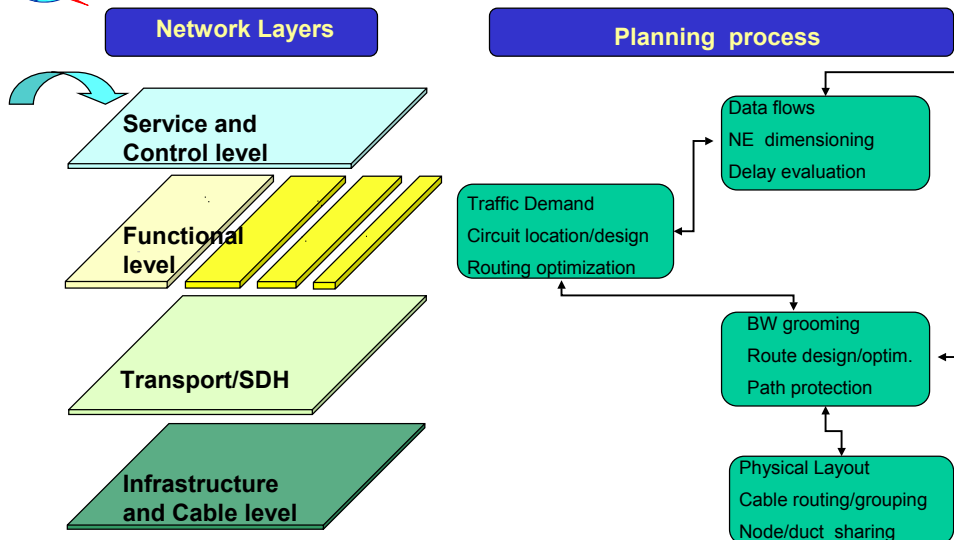 Network Layers
Planning process
Service and
Control level
Functional
level
Transport/SDH
Infrastructure
and Cable level
Data flows
NE dimensioning
Delay evaluation
Traffic Demand
Circuit location/design
Routing optimization
BW grooming
Route design/optim.
Path protection
Physical Layout
Cable routing/grouping
Node/duct sharing